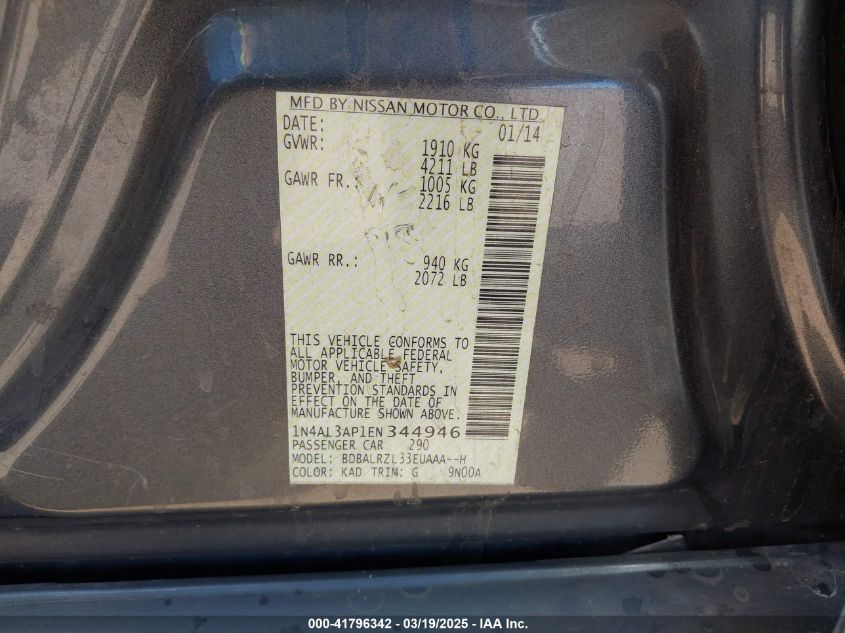 MFD BY NISSAN MOTOR CO., LTD
DATE: 01/14
GVWR: 1910 KG
4211 LB
GAWR FR.: 1005 KG
2216 LB
GAWR RR.: 940 KG
2072 LB
THIS VEHICLE CONFORMS TO
ALL APPLICABLE FEDERAL
MOTOR VEHICLE SAFETY,
BUMPER, AND THEFT
PREVENTION STANDARDS IN
EFFECT ON THE DATE OF
MANUFACTURE SHOWN ABOVE.
1N4AL3AP1EN344946
PASSENGER CAR 290
MODEL: BDBALRZL33EUAAA--H
COLOR: KAD TRIM: G 9N00A
000-41796342 — 03/19/2025 — IAA Inc.